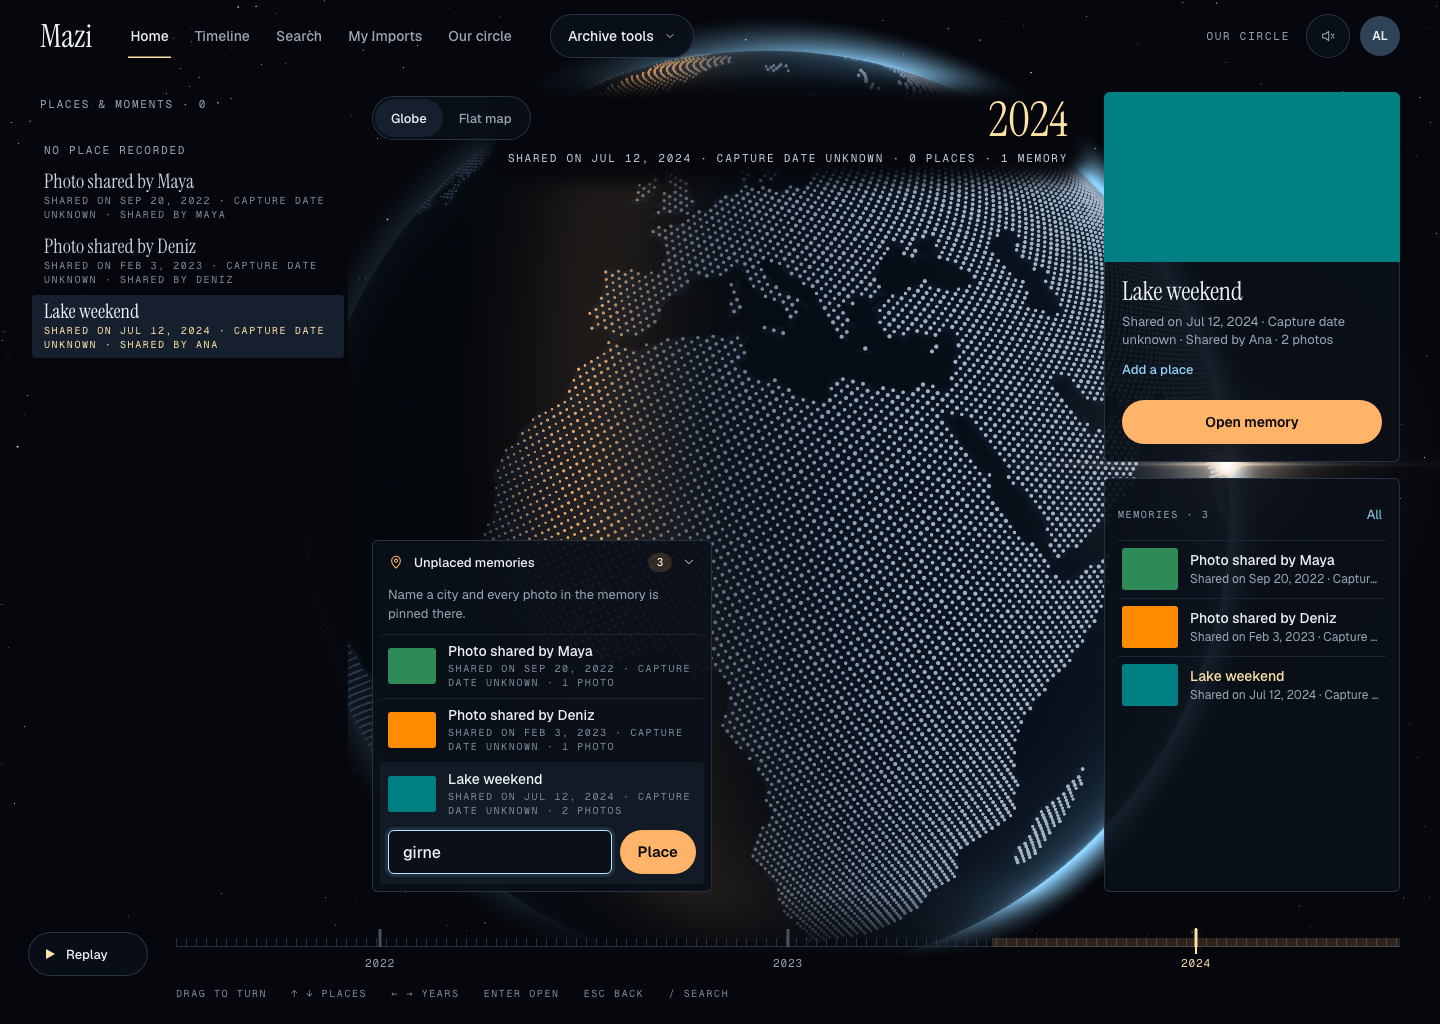 Mazi
Home
Timeline
Search
My Imports
Our circle
Archive tools
OUR CIRCLE
AL
PLACES & MOMENTS · 0
NO PLACE RECORDED
Photo shared by Maya
SHARED ON SEP 20, 2022 · CAPTURE DATE
UNKNOWN · SHARED BY MAYA
Photo shared by Deniz
SHARED ON FEB 3, 2023 · CAPTURE DATE
UNKNOWN · SHARED BY DENIZ
Lake weekend
SHARED ON JUL 12, 2024 · CAPTURE DATE
UNKNOWN · SHARED BY ANA
Globe
Flat map
2024
SHARED ON JUL 12, 2024 · CAPTURE DATE UNKNOWN · 0 PLACES · 1 MEMORY
Unplaced memories
3
Name a city and every photo in the memory is
pinned there.
Photo shared by Maya
SHARED ON SEP 20, 2022 · CAPTURE
DATE UNKNOWN · 1 PHOTO
Photo shared by Deniz
SHARED ON FEB 3, 2023 · CAPTURE
DATE UNKNOWN · 1 PHOTO
Lake weekend
SHARED ON JUL 12, 2024 · CAPTURE
DATE UNKNOWN · 2 PHOTOS
girne
Place
Lake weekend
Shared on Jul 12, 2024 · Capture date
unknown · Shared by Ana · 2 photos
Add a place
Open memory
MEMORIES · 3
All
Photo shared by Maya
Shared on Sep 20, 2022 · Captur…
Photo shared by Deniz
Shared on Feb 3, 2023 · Capture …
Lake weekend
Shared on Jul 12, 2024 · Capture …
Replay
2022
2023
2024
DRAG TO TURN
↑ ↓ PLACES
← → YEARS
ENTER OPEN
ESC BACK
/ SEARCH